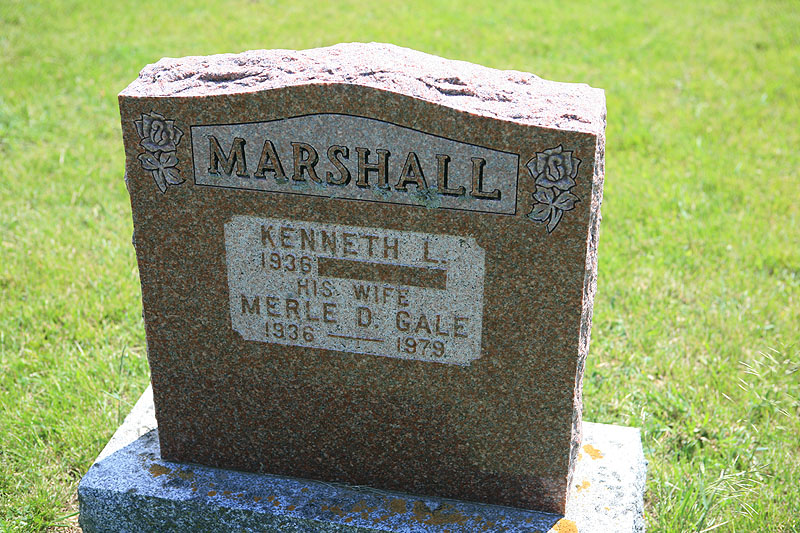 MARSHALL
KENNETH L.
1936
HIS WIFE
MERLE D. GALE
1936 — 1979